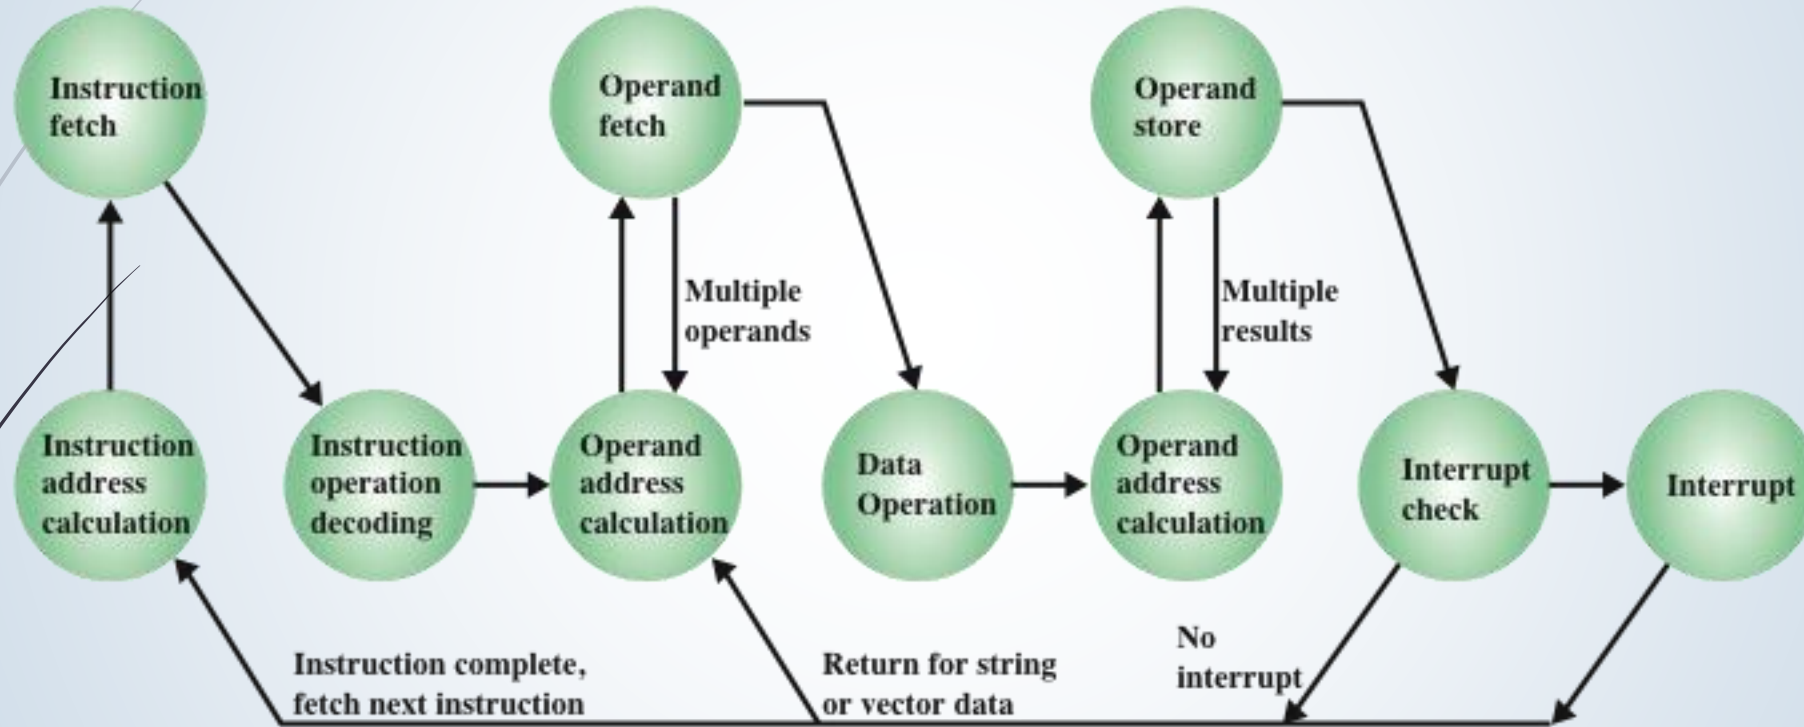 Instruction
fetch
Operand
fetch
Operand
store
Multiple
operands
Multiple
results
Instruction
address
calculation
Instruction
operation
decoding
Operand
address
calculation
Data
Operation
Operand
address
calculation
Interrupt
check
Interrupt
Instruction complete,
fetch next instruction
Return for string
or vector data
No
interrupt